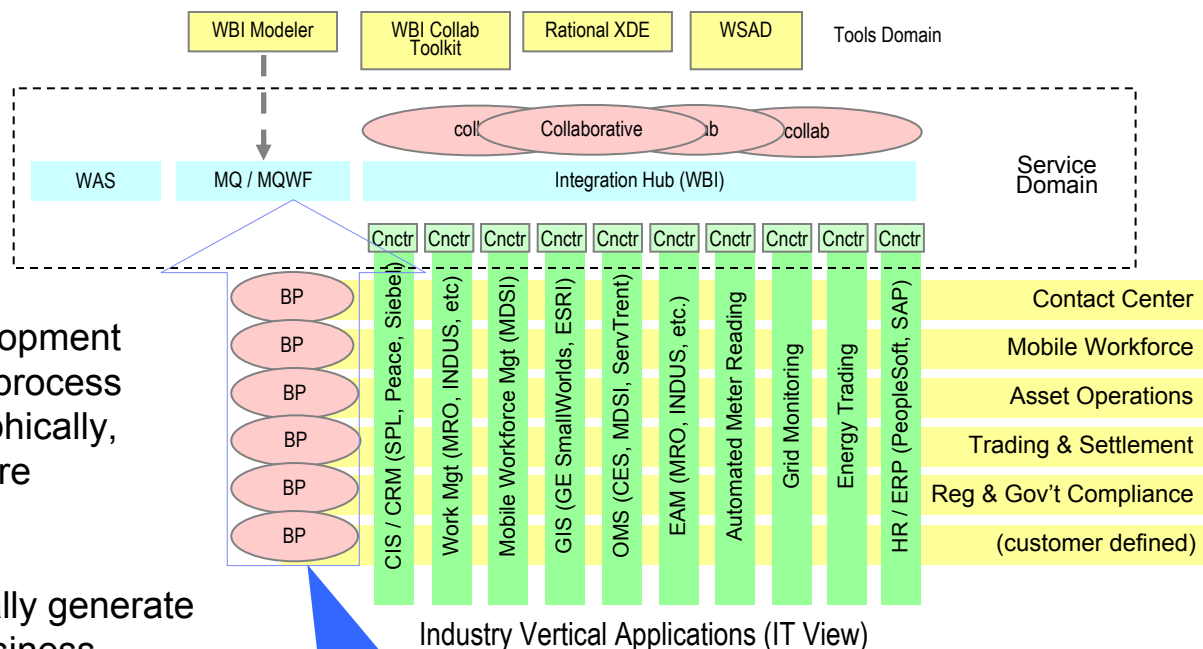 WBI Modeler
WBI Collab
Toolkit
Rational XDE
WSAD
Tools Domain
coll
Collaborative
ab
collab
WAS
MQ / MQWF
Integration Hub (WBI)
Service
Domain
Cnctr
Cnctr
Cnctr
Cnctr
Cnctr
Cnctr
Cnctr
Cnctr
Cnctr
Cnctr
CIS / CRM (SPL, Peace, Siebel)
Work Mgt (MRO, INDUS, etc)
Mobile Workforce Mgt (MDSI)
GIS (GE SmallWorlds, ESRI)
OMS (CES, MDSI, ServTrent)
EAM (MRO, INDUS, etc.)
Automated Meter Reading
Grid Monitoring
Energy Trading
HR / ERP (PeopleSoft, SAP)
BP
BP
BP
BP
BP
BP
Contact Center
Mobile Workforce
Asset Operations
Trading & Settlement
Reg & Gov't Compliance
(customer defined)
opment
process
phically,
re
ally generate
siness
Industry Vertical Applications (IT View)